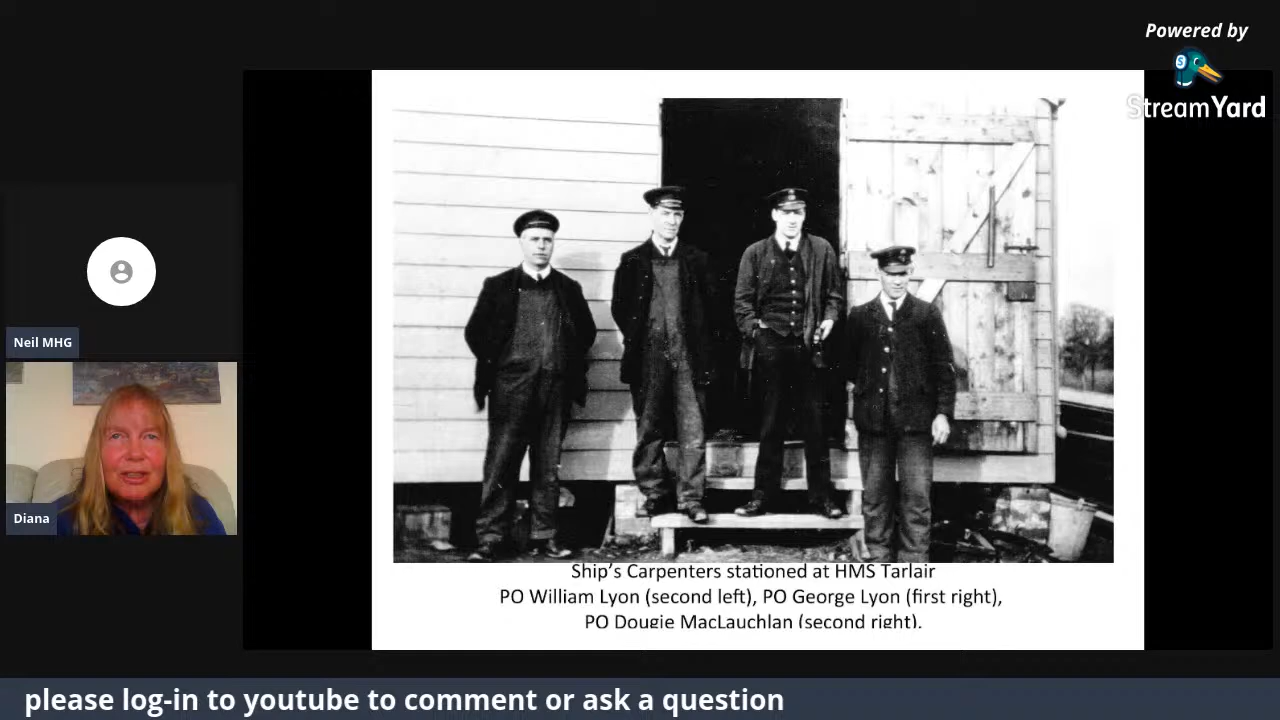 Powered by
StreamYard
Neil MHG
Diana
Ship's Carpenters stationed at HMS Tarlair
PO William Lyon (second left), PO George Lyon (first right),
PO Dougie MacLauchlan (second right).
please log-in to youtube to comment or ask a question